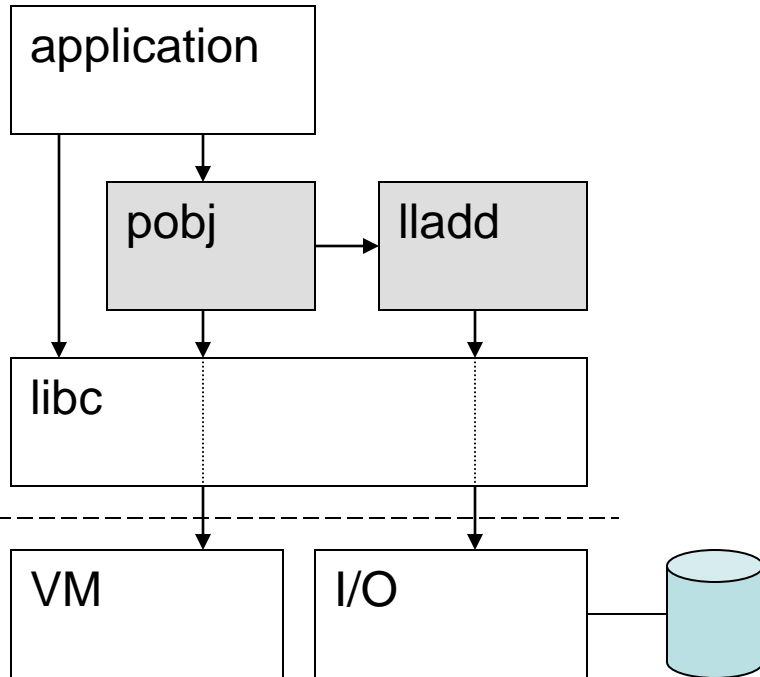 application
pobj
lladd
libc
VM
I/O